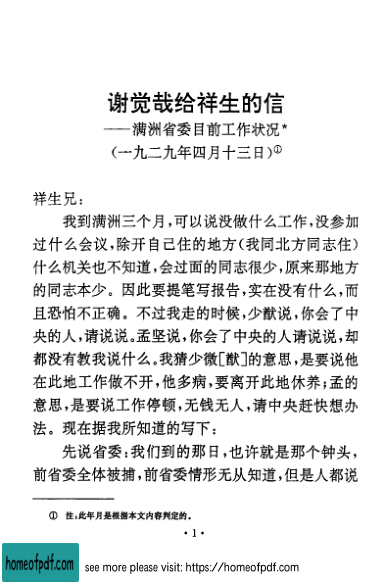 谢觉哉给祥生的信
——满洲省委目前工作状况*
(一九二九年四月十三日)①
祥生兄:
我到满洲三个月,可以说没做什么工作,没参加
过什么会议,除开自己住的地方(我同北方同志住)
什么机关也不知道,会过面的同志很少,原来那地方
的同志本少。因此要提笔写报告,实在没有什么,而
且恐怕不正确。不过我走的时候,少猷说,你会了中
央的人,请说说。孟坚说,你会了中央的人请说说,却
都没有教我说什么。我猜少微[猷]的意思,是要说他
在此地工作做不开,他多病,要离开此地休养;孟的
意思,是要说工作停顿,无钱无人,请中央赶快想办
法。现在据我所知道的写下:
先说省委:我们到的那日,也许就是那个钟头,
前省委全体被捕,前省委情形无从知道,但是人都说
① 注,此年月是根据本文内容判定的。
·1·
homeofpdf.com
see more please visit: https://homeofpdf.com